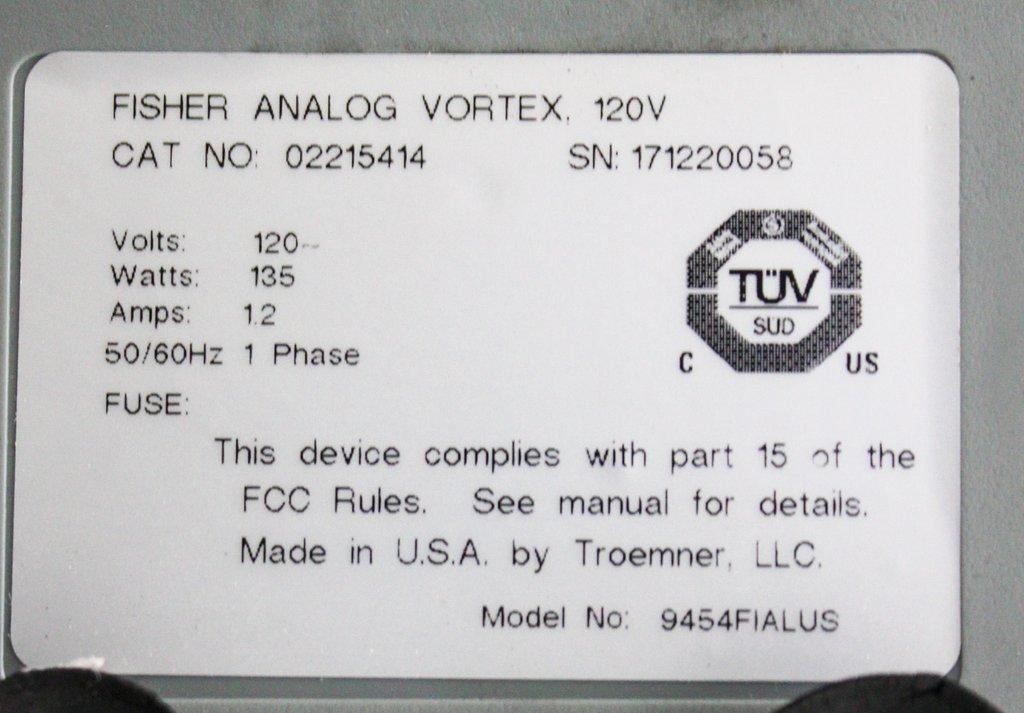 FISHER ANALOG VORTEX, 120V
CAT NO: 02215414 SN: 171220058
Volts: 120~
Watts: 135
Amps: 1.2
50/60Hz 1 Phase
FUSE:
TÜV
SÜD
C US
This device complies with part 15 of the
FCC Rules. See manual for details.
Made in U.S.A. by Troemner, LLC.
Model No: 9454FIALUS